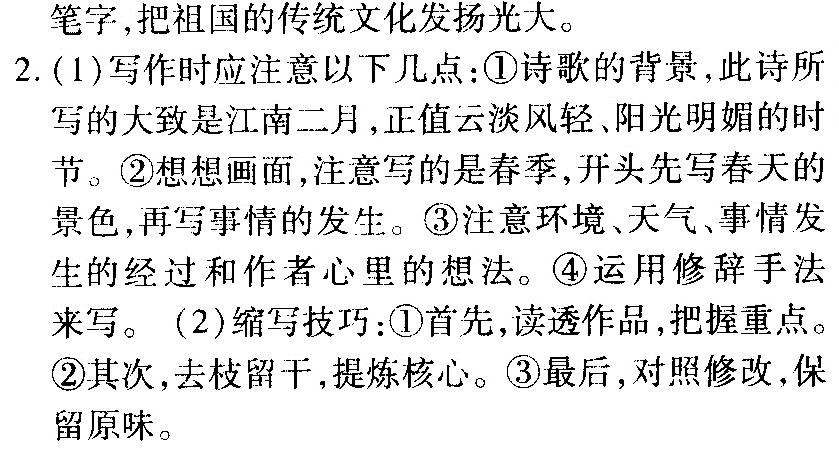 笔字,把祖国的传统文化发扬光大。
2.(1)写作时应注意以下几点:①诗歌的背景,此诗所
写的大致是江南二月,正值云淡风轻、阳光明媚的时
节。②想想画面,注意写的是春季,开头先写春天的
景色,再写事情的发生。③注意环境、天气、事情发
生的经过和作者心里的想法。④运用修辞手法
来写。 (2)缩写技巧:①首先,读透作品,把握重点。
②其次,去枝留干,提炼核心。③最后,对照修改,保
留原味。